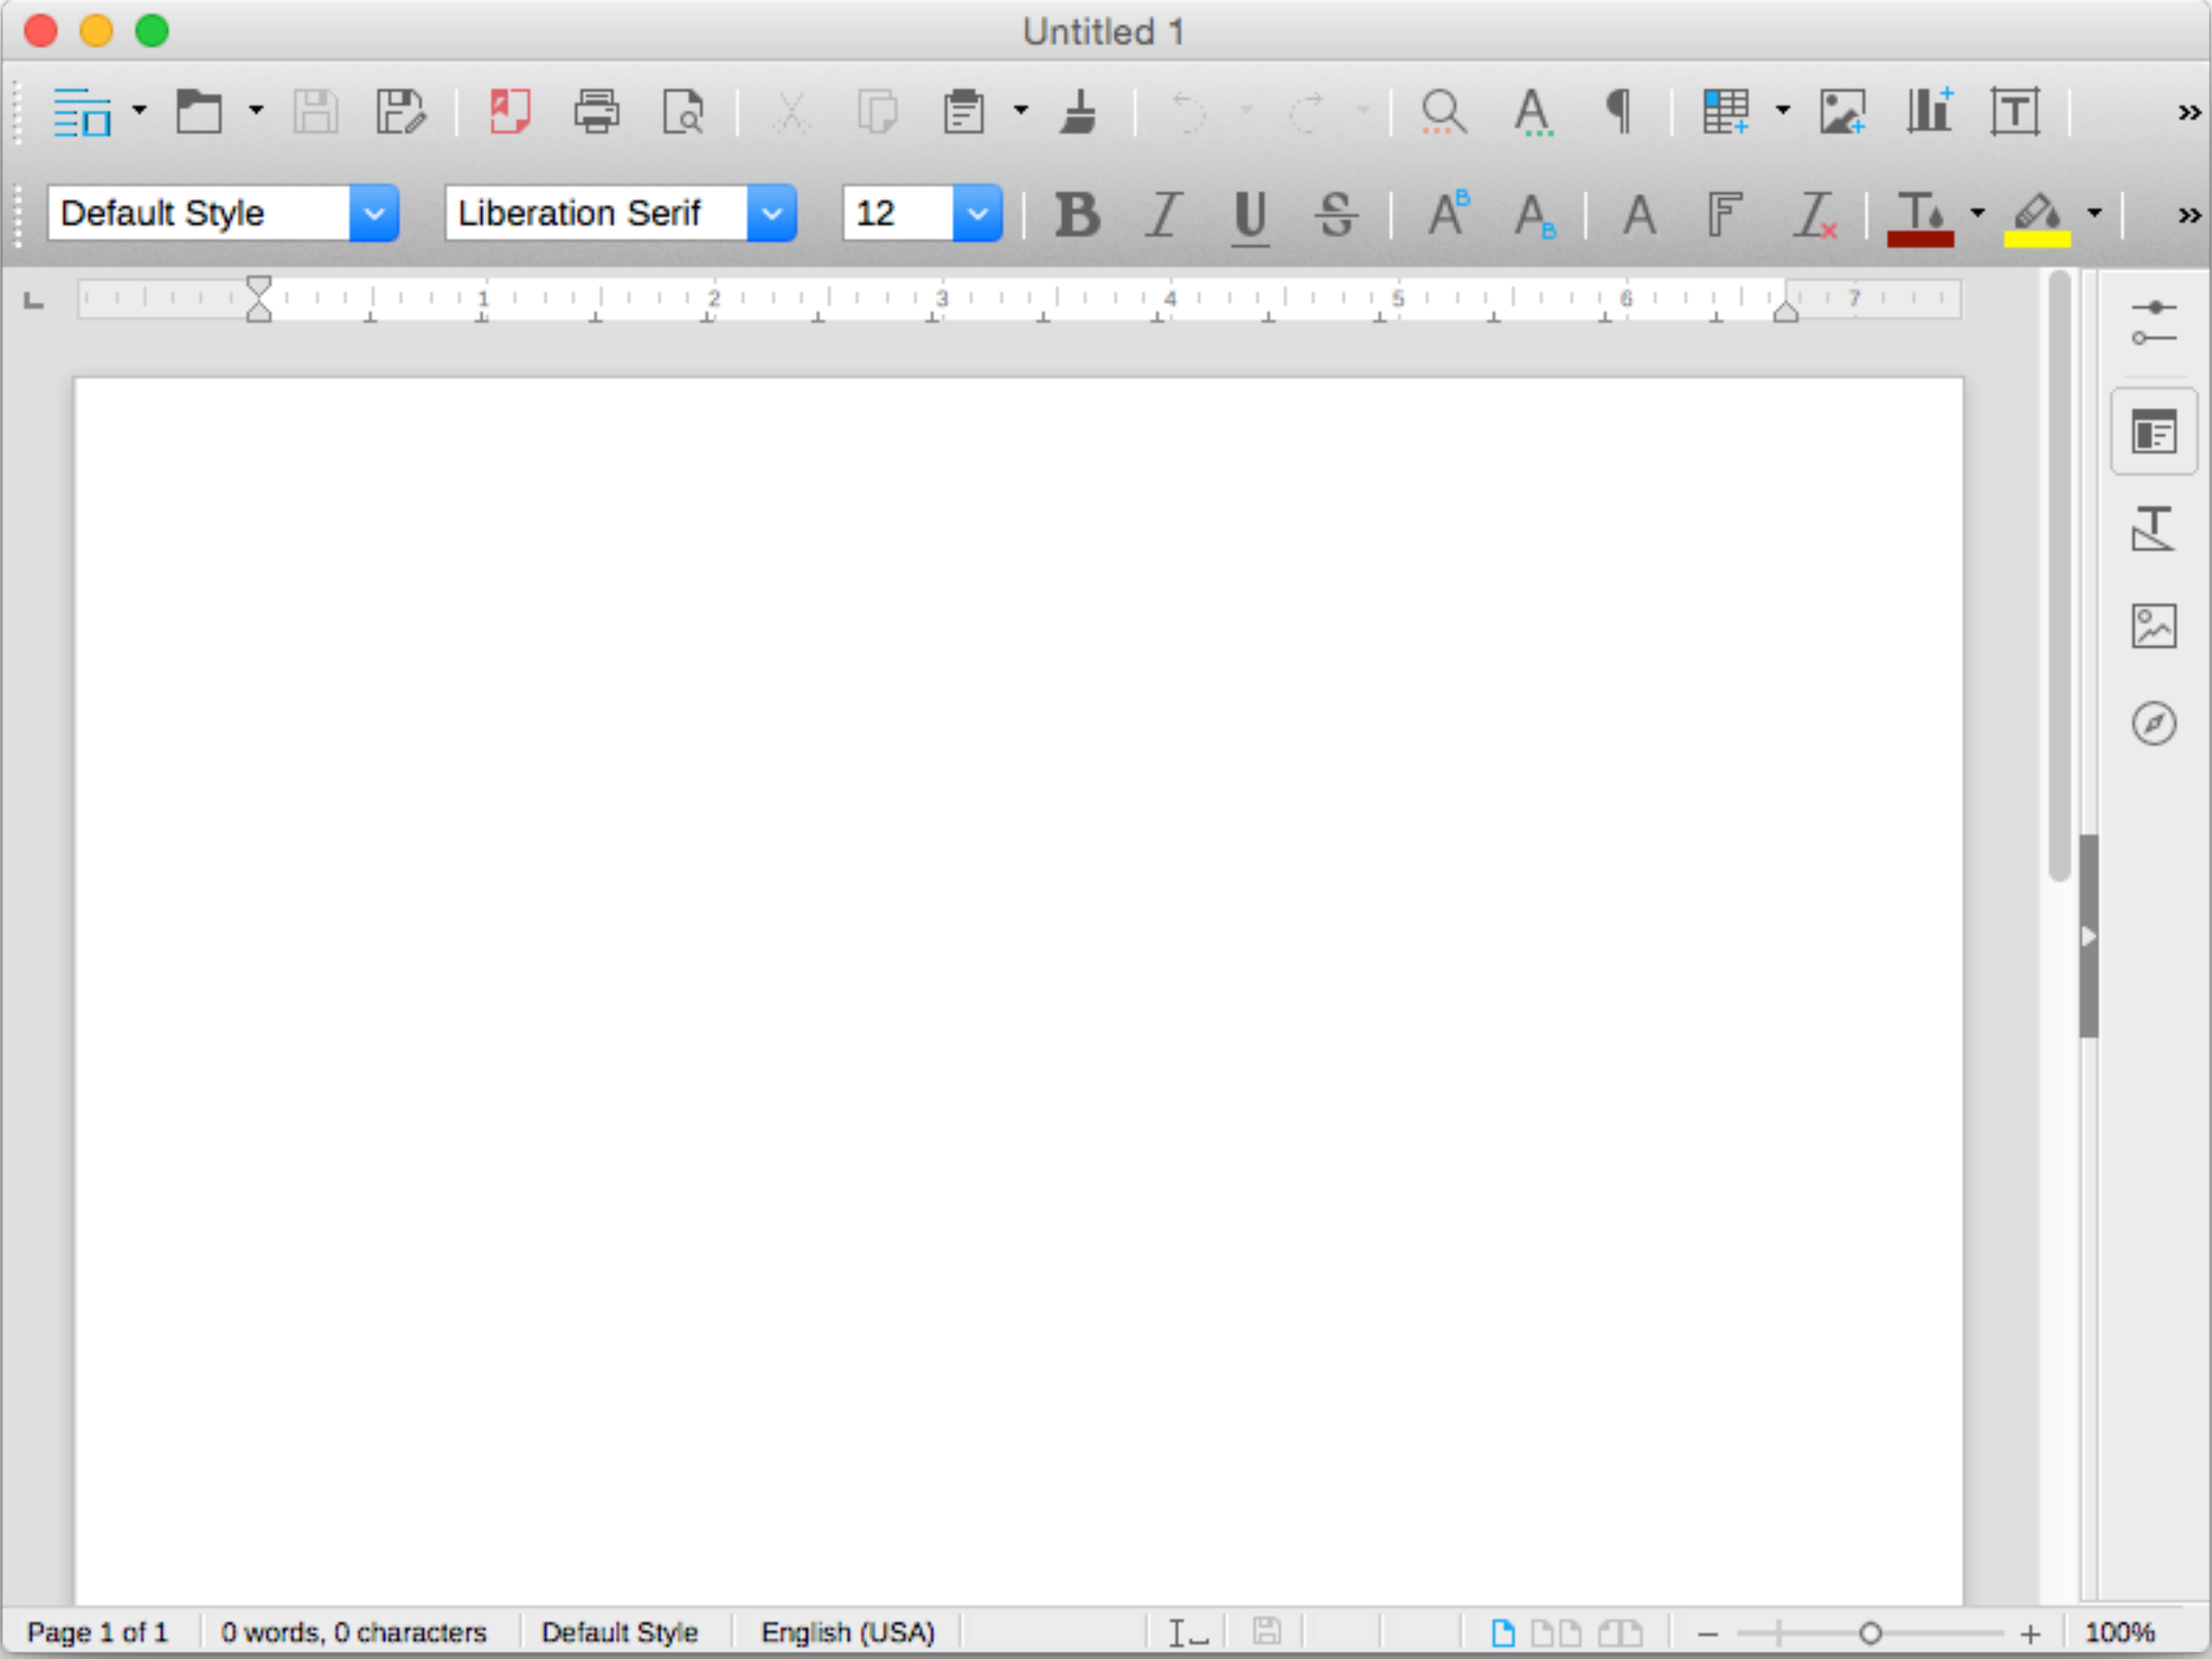 Untitled 1
Default Style Liberation Serif 12
1 2 3 4 5 6 7
Page 1 of 1 0 words, 0 characters Default Style English (USA) 100%